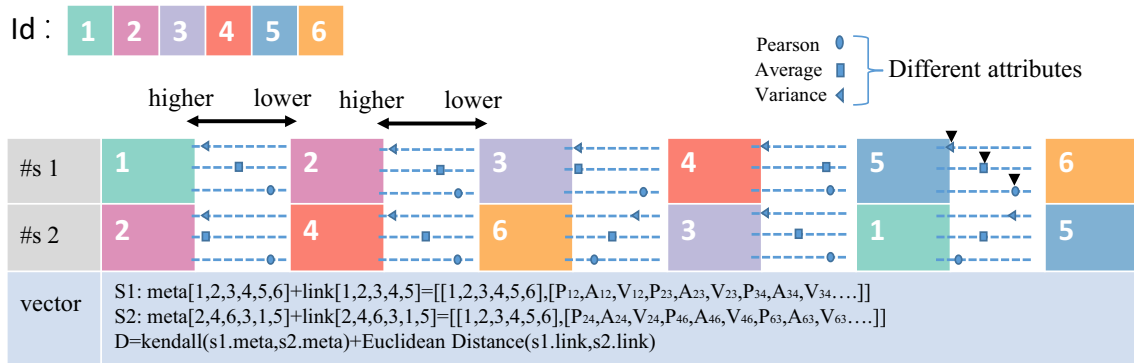 Id : 1 2 3 4 5 6
Pearson
Average
Variance
Different attributes
higher lower higher lower
#s 1 1 2 3 4 5 6
#s 2 2 4 6 3 1 5
vector
S1: meta[1,2,3,4,5,6]+link[1,2,3,4,5]=[[1,2,3,4,5,6],[P12,A12,V12,P23,A23,V23,P34,A34,V34....]]
S2: meta[2,4,6,3,1,5]+link[2,4,6,3,1,5]=[[1,2,3,4,5,6],[P24,A24,V24,P46,A46,V46,P63,A63,V63....]]
D=kendall(s1.meta,s2.meta)+Euclidean Distance(s1.link,s2.link)